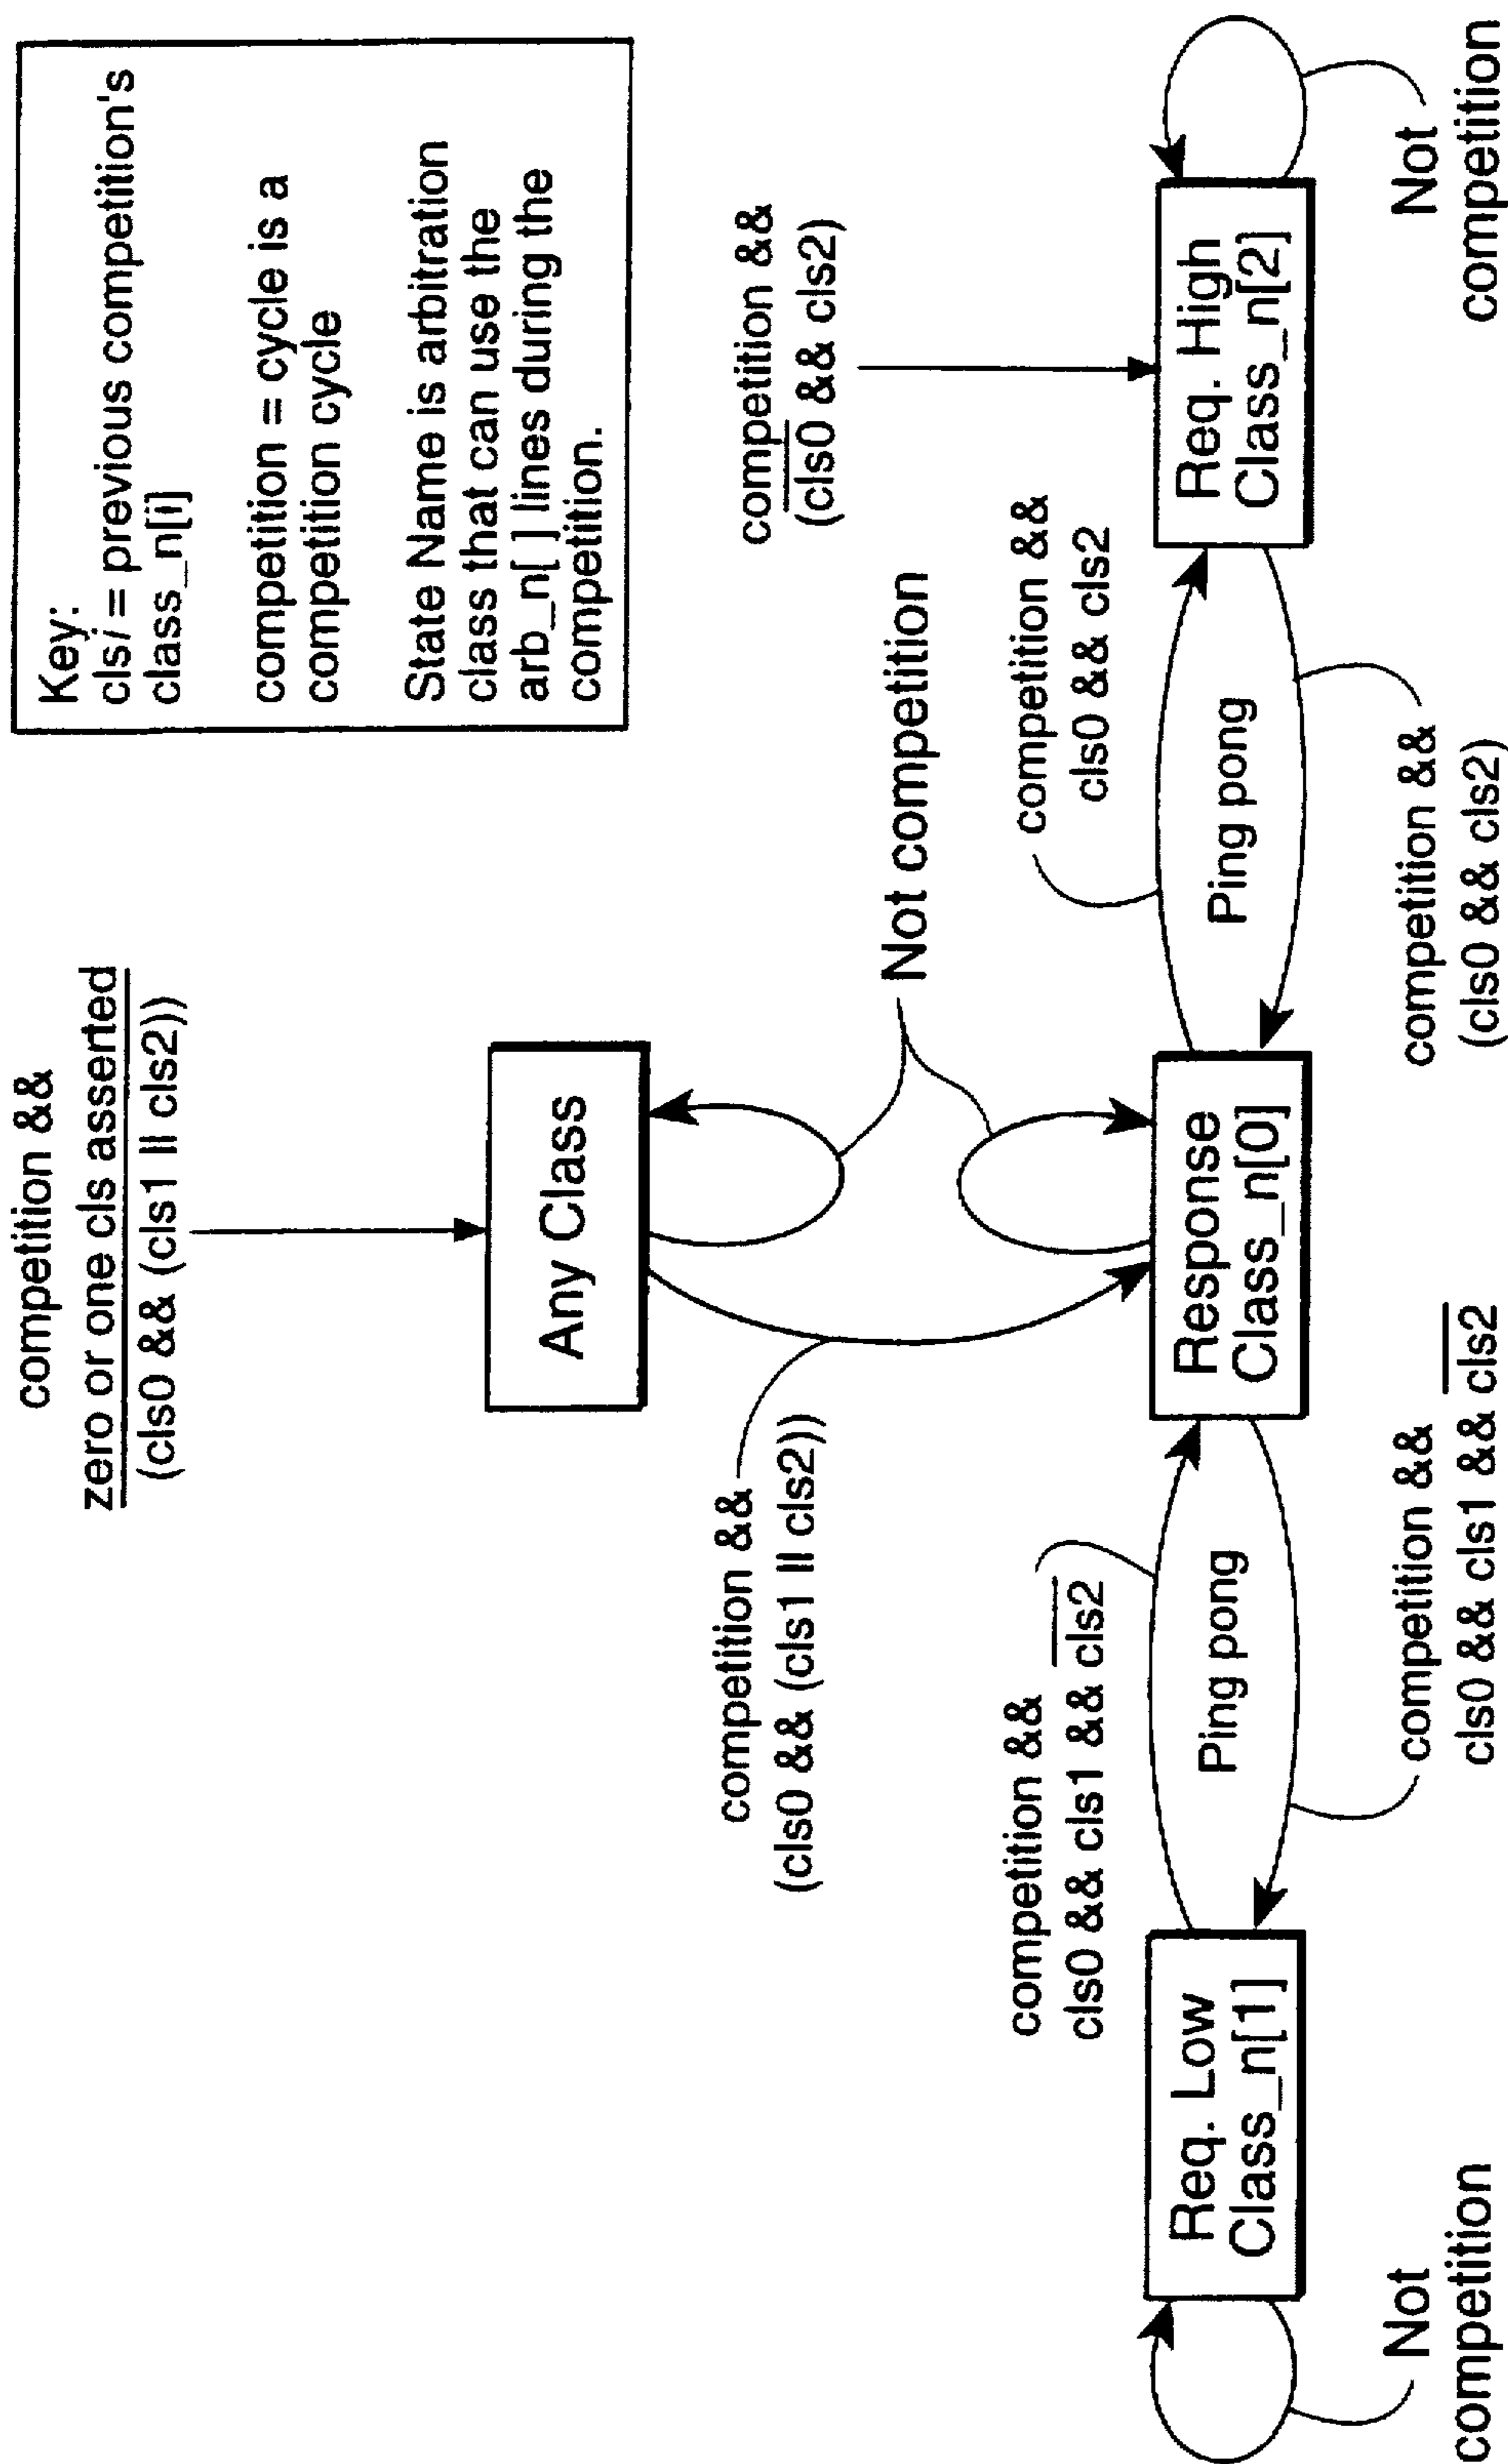 Key:
clsi = previous competition's
class_n[i]
competition = cycle is a
competition cycle
State Name is arbitration
class that can use the
arb_n[ ] lines during the
competition.
competition &&
zero or one cls asserted
(cls0 && (cls1 || cls2))
Any Class
Not competition
competition &&
(cls0 && (cls1 || cls2))
competition &&
(cls0 && cls2)
competition &&
cls0 && cls1 && cls2
competition &&
cls0 && cls2
Req. Low
Class_n[1]
Ping pong
Response
Class_n[0]
Ping pong
Req. High
Class_n[2]
Not
competition
competition &&
cls0 && cls1 && cls2
competition &&
(cls0 && cls2)
Not
competition